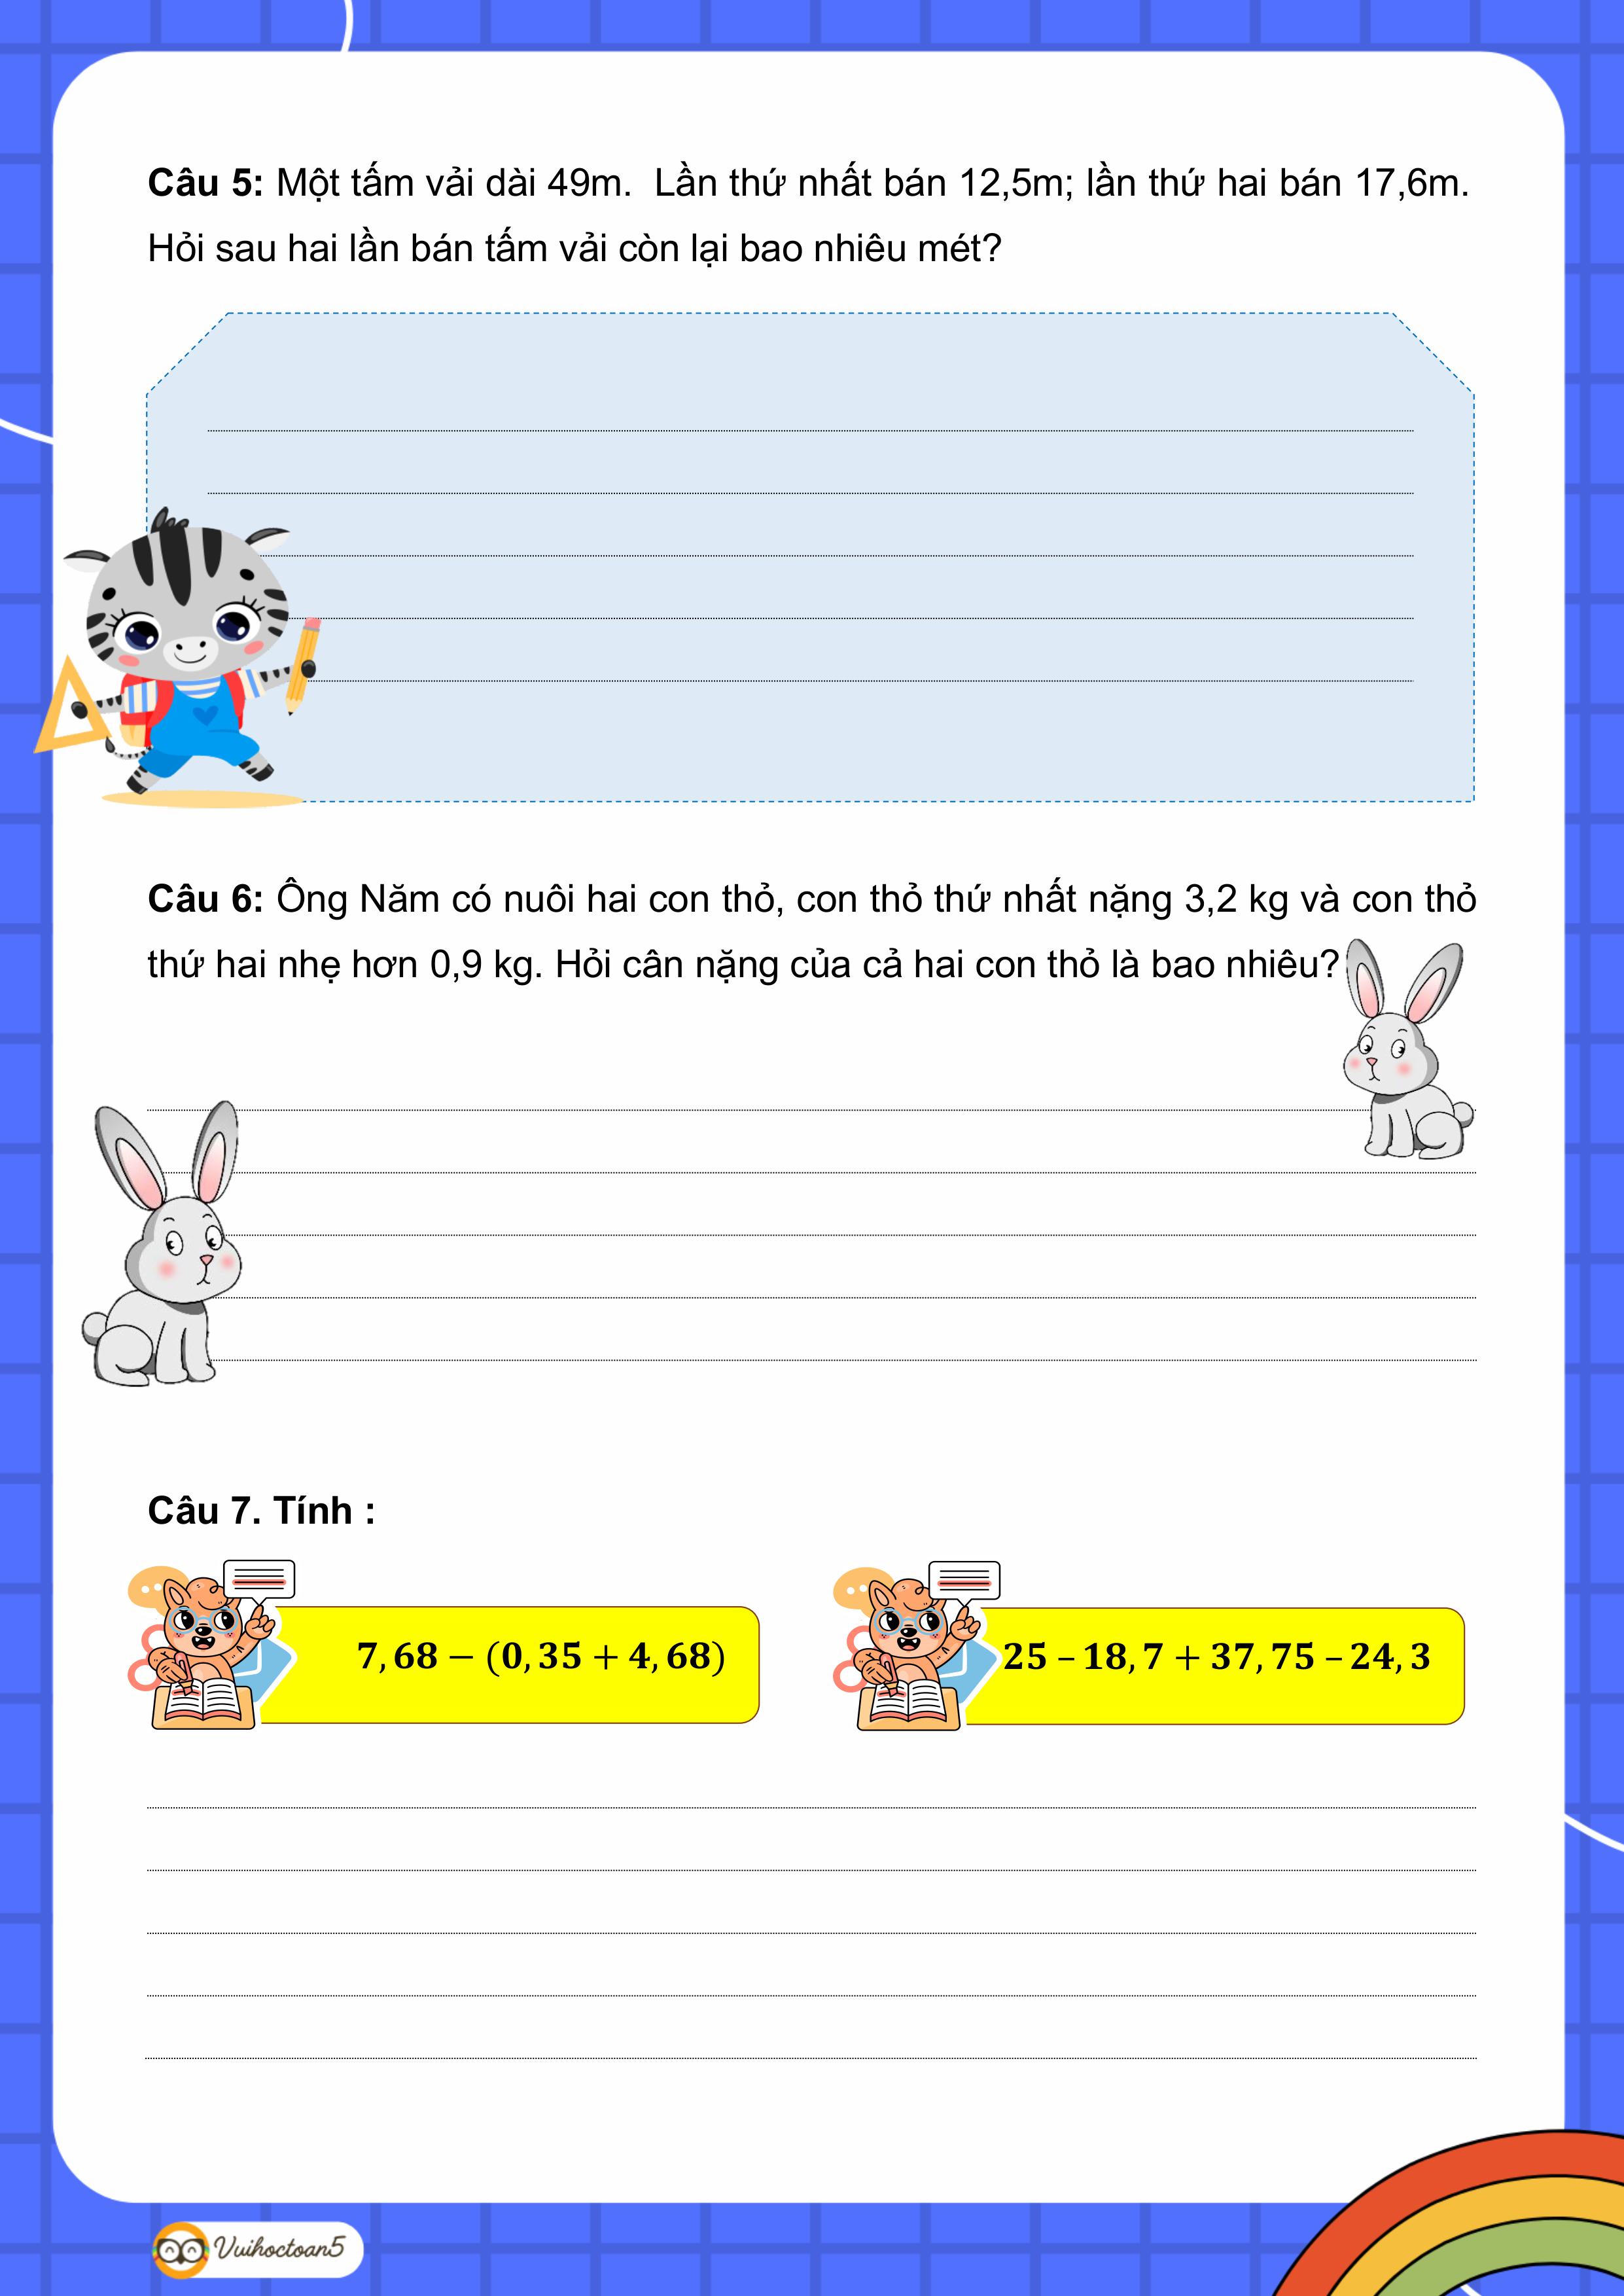 Câu 5: Một tấm vải dài 49m. Lần thứ nhất bán 12,5m; lần thứ hai bán 17,6m.
Hỏi sau hai lần bán tấm vải còn lại bao nhiêu mét?
Câu 6: Ông Năm có nuôi hai con thỏ, con thỏ thứ nhất nặng 3,2 kg và con thỏ
thứ hai nhẹ hơn 0,9 kg. Hỏi cân nặng của cả hai con thỏ là bao nhiêu?
Câu 7. Tính :
7, 68 − (0, 35 + 4, 68)
25 – 18, 7 + 37, 75 – 24, 3
Vuihoctoan5